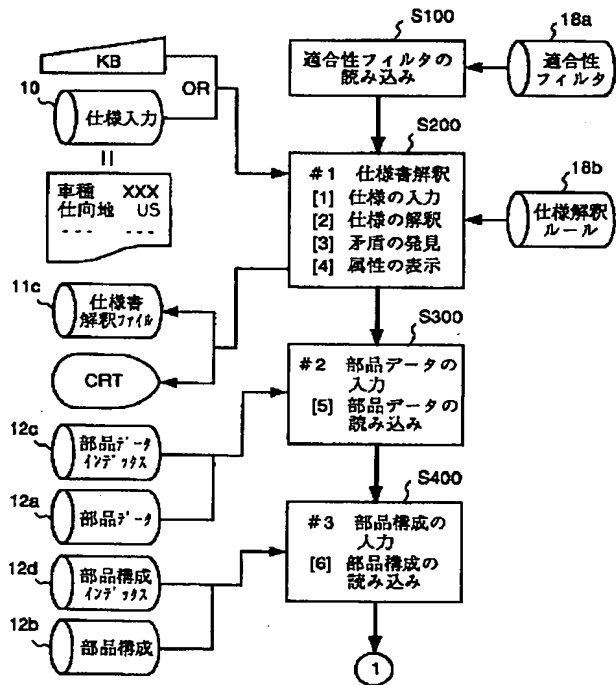 S100
18a
KB
適合性フィルタの
読み込み
適合性
フィルタ
10
OR
仕様入力
S200
18b
車種 XXX
仕向地 US
--- ---
#1 仕様書解釈
[1] 仕様の入力
[2] 仕様の解釈
[3] 矛盾の発見
[4] 属性の表示
仕様解釈
ルール
11c
仕様書
解釈ファイル
CRT
S300
#2 部品データの
入力
[5] 部品データの
読み込み
12c
部品データ
インデックス
12a
部品データ
S400
#3 部品構成の
入力
[6] 部品構成の
読み込み
12d
部品構成
インデックス
12b
部品構成
1